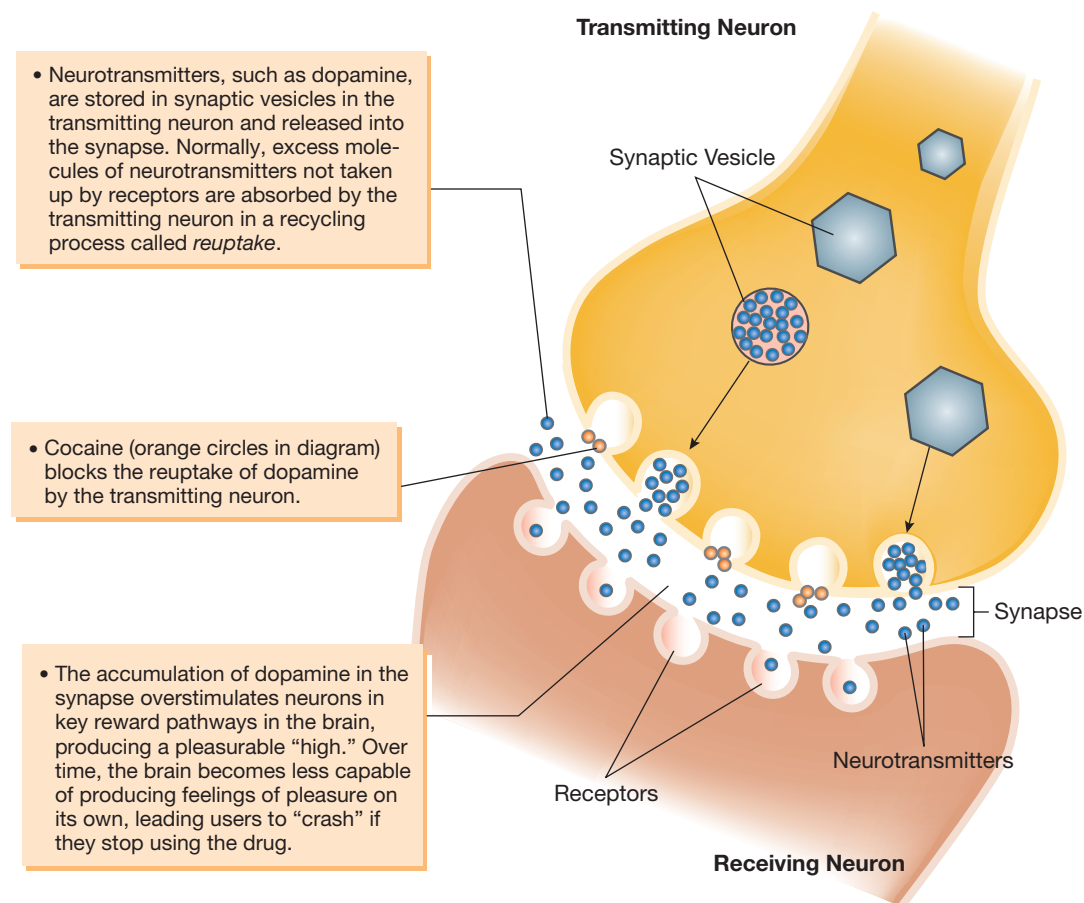 Transmitting Neuron
• Neurotransmitters, such as dopamine,
are stored in synaptic vesicles in the
transmitting neuron and released into
the synapse. Normally, excess mole-
cules of neurotransmitters not taken
up by receptors are absorbed by the
transmitting neuron in a recycling
process called reuptake.
Synaptic Vesicle
• Cocaine (orange circles in diagram)
blocks the reuptake of dopamine
by the transmitting neuron.
Synapse
• The accumulation of dopamine in the
synapse overstimulates neurons in
key reward pathways in the brain,
producing a pleasurable “high.” Over
time, the brain becomes less capable
of producing feelings of pleasure on
its own, leading users to “crash” if
they stop using the drug.
Neurotransmitters
Receptors
Receiving Neuron